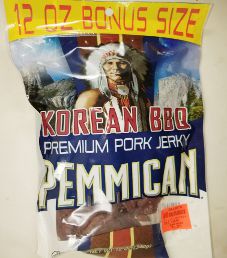 12 OZ BONUS SIZE
KOREAN BBQ
PREMIUM PORK JERKY
PEMMICAN